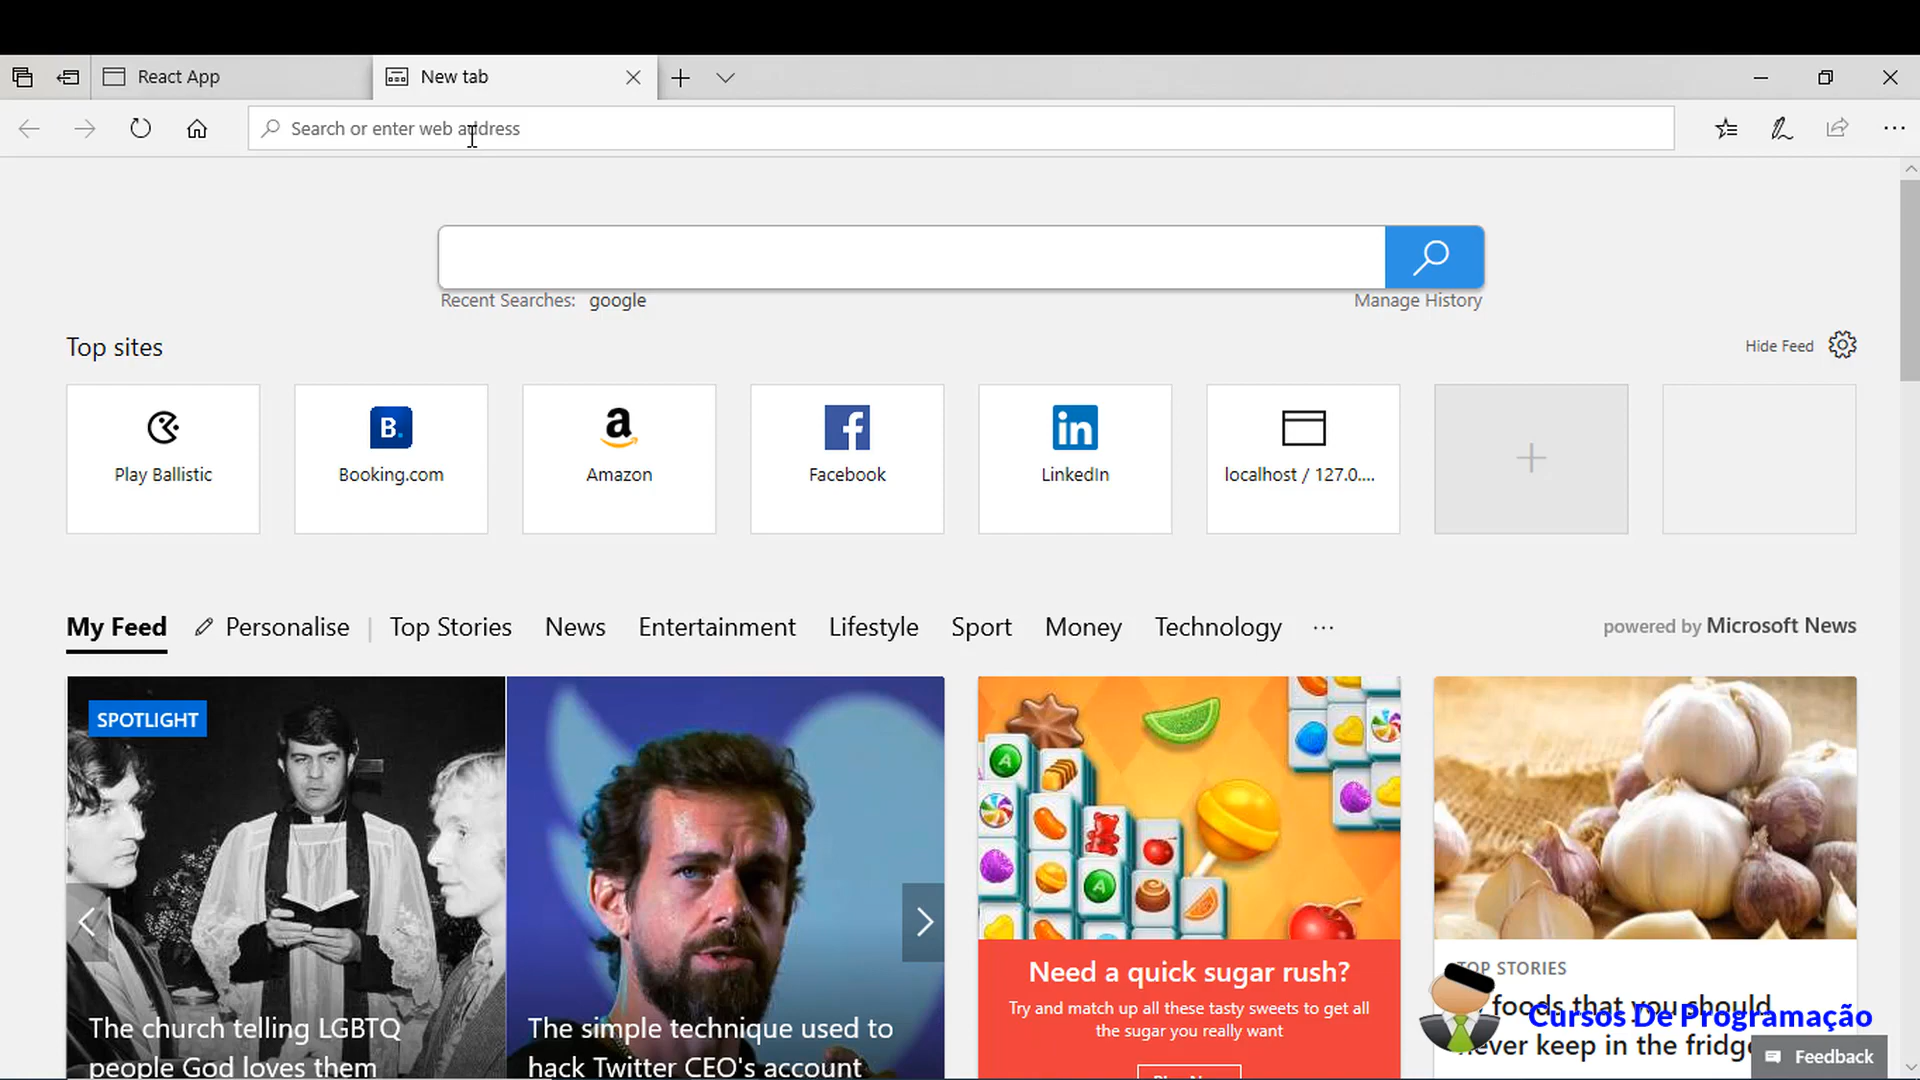 React App
New tab
Search or enter web address
Recent Searches: google
Manage History
Top sites
Hide Feed
Play Ballistic
B.
Booking.com
a
Amazon
f
Facebook
in
LinkedIn
localhost / 127.0....
My Feed
Personalise
Top Stories
News
Entertainment
Lifestyle
Sport
Money
Technology
powered by Microsoft News
SPOTLIGHT
The church telling LGBTQ
people God loves them
The simple technique used to
hack Twitter CEO's account
A
A
Need a quick sugar rush?
Try and match up all these tasty sweets to get all
the sugar you really want
TOP STORIES
foods that you should
never keep in the fridge
Cursos De Programação
Feedback